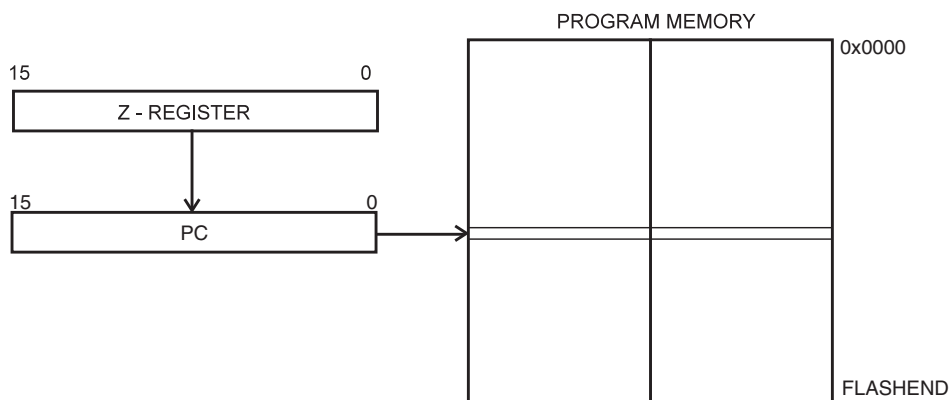 PROGRAM MEMORY
0x0000
15 0
Z - REGISTER
15 0
PC
FLASHEND